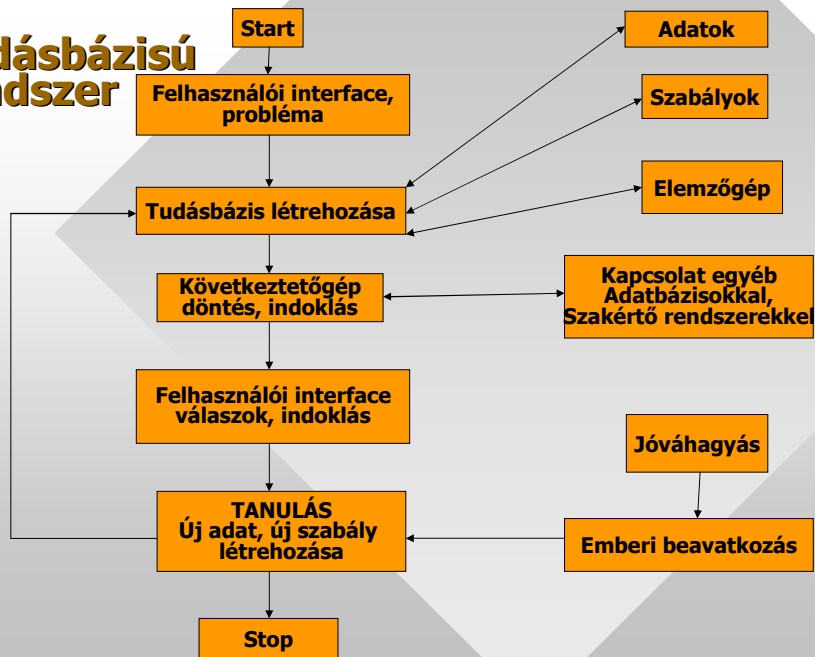 dásbázisú
ndszer
Start
Felhasználói interface,
probléma
Tudásbázis létrehozása
Következtetőgép
döntés, indoklás
Felhasználói interface
válaszok, indoklás
TANULÁS
Új adat, új szabály
létrehozása
Stop
Adatok
Szabályok
Elemzőgép
Kapcsolat egyéb
Adatbázisokkal,
Szakértő rendszerekkel
Jóváhagyás
Emberi beavatkozás